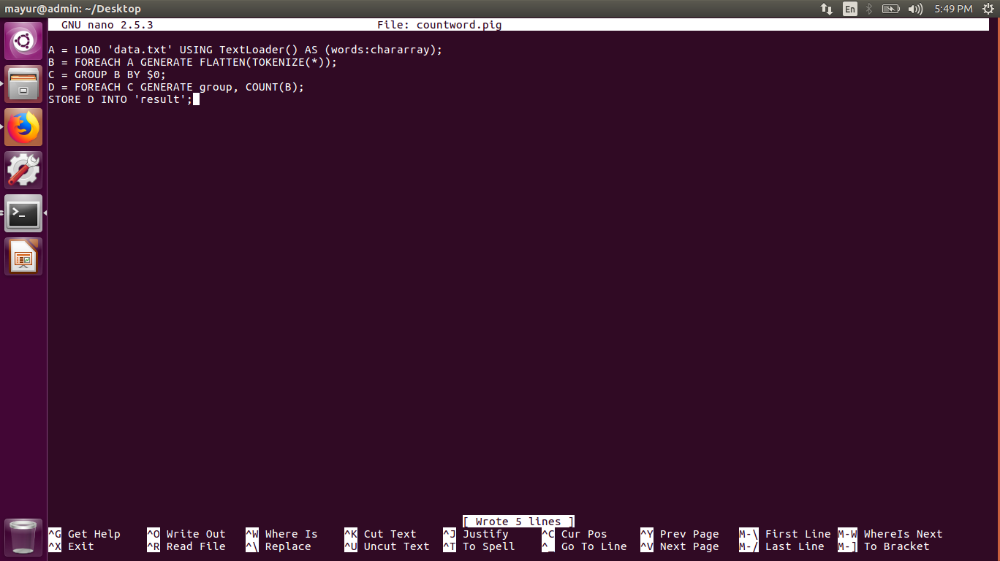 mayur@admin: ~/Desktop
En
5:49 PM
GNU nano 2.5.3 File: countword.pig
A = LOAD 'data.txt' USING TextLoader() AS (words:chararray);
B = FOREACH A GENERATE FLATTEN(TOKENIZE(*));
C = GROUP B BY $0;
D = FOREACH C GENERATE group, COUNT(B);
STORE D INTO 'result';
[ Wrote 5 lines ]
^G Get Help ^O Write Out ^W Where Is ^K Cut Text ^J Justify ^C Cur Pos ^Y Prev Page M-\ First Line M-W WhereIs Next
^X Exit ^R Read File ^\ Replace ^U Uncut Text ^T To Spell ^_ Go To Line ^V Next Page M-/ Last Line M-] To Bracket